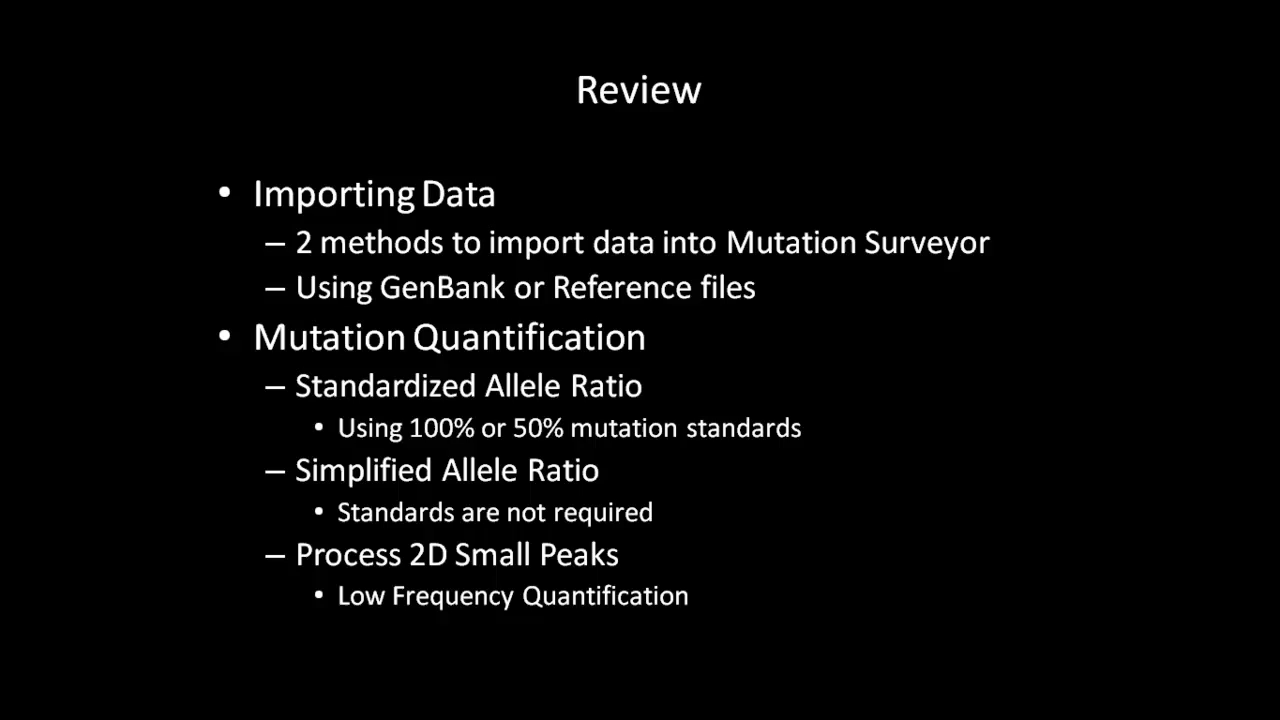 Review
• Importing Data
– 2 methods to import data into Mutation Surveyor
– Using GenBank or Reference files
• Mutation Quantification
– Standardized Allele Ratio
• Using 100% or 50% mutation standards
– Simplified Allele Ratio
• Standards are not required
– Process 2D Small Peaks
• Low Frequency Quantification